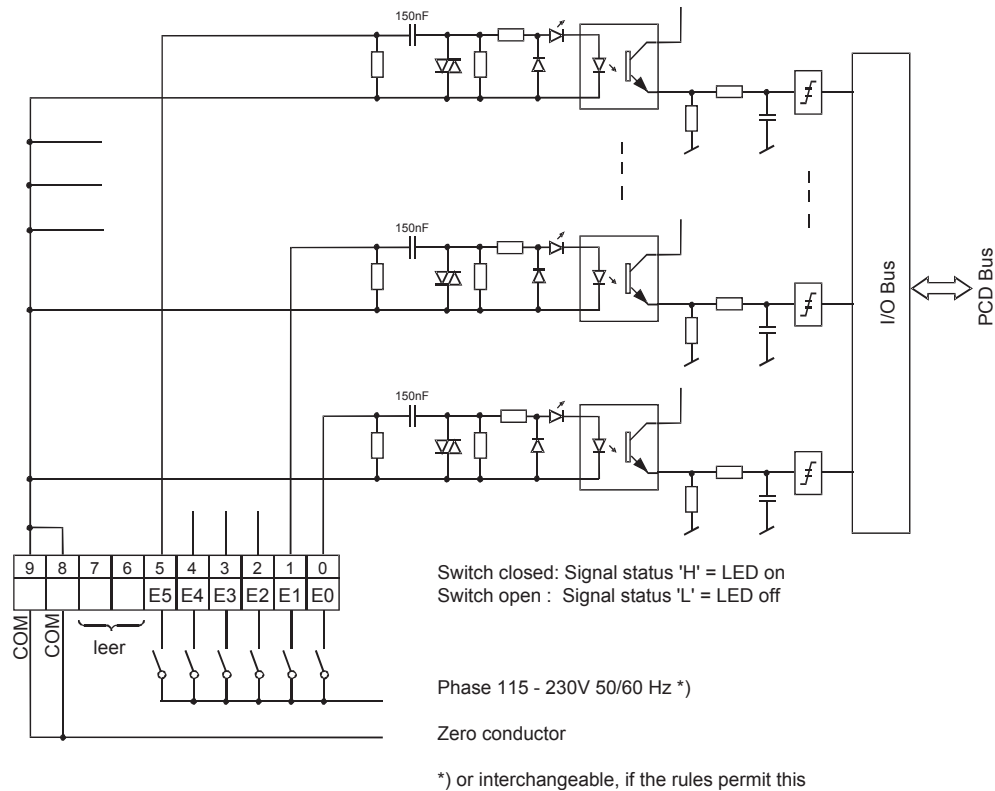 150nF
150nF
150nF
I/O Bus
PCD Bus
9 8 7 6 5 4 3 2 1 0
E5 E4 E3 E2 E1 E0
COM
COM
leer
Switch closed: Signal status 'H' = LED on
Switch open : Signal status 'L' = LED off
Phase 115 - 230V 50/60 Hz *)
Zero conductor
*) or interchangeable, if the rules permit this